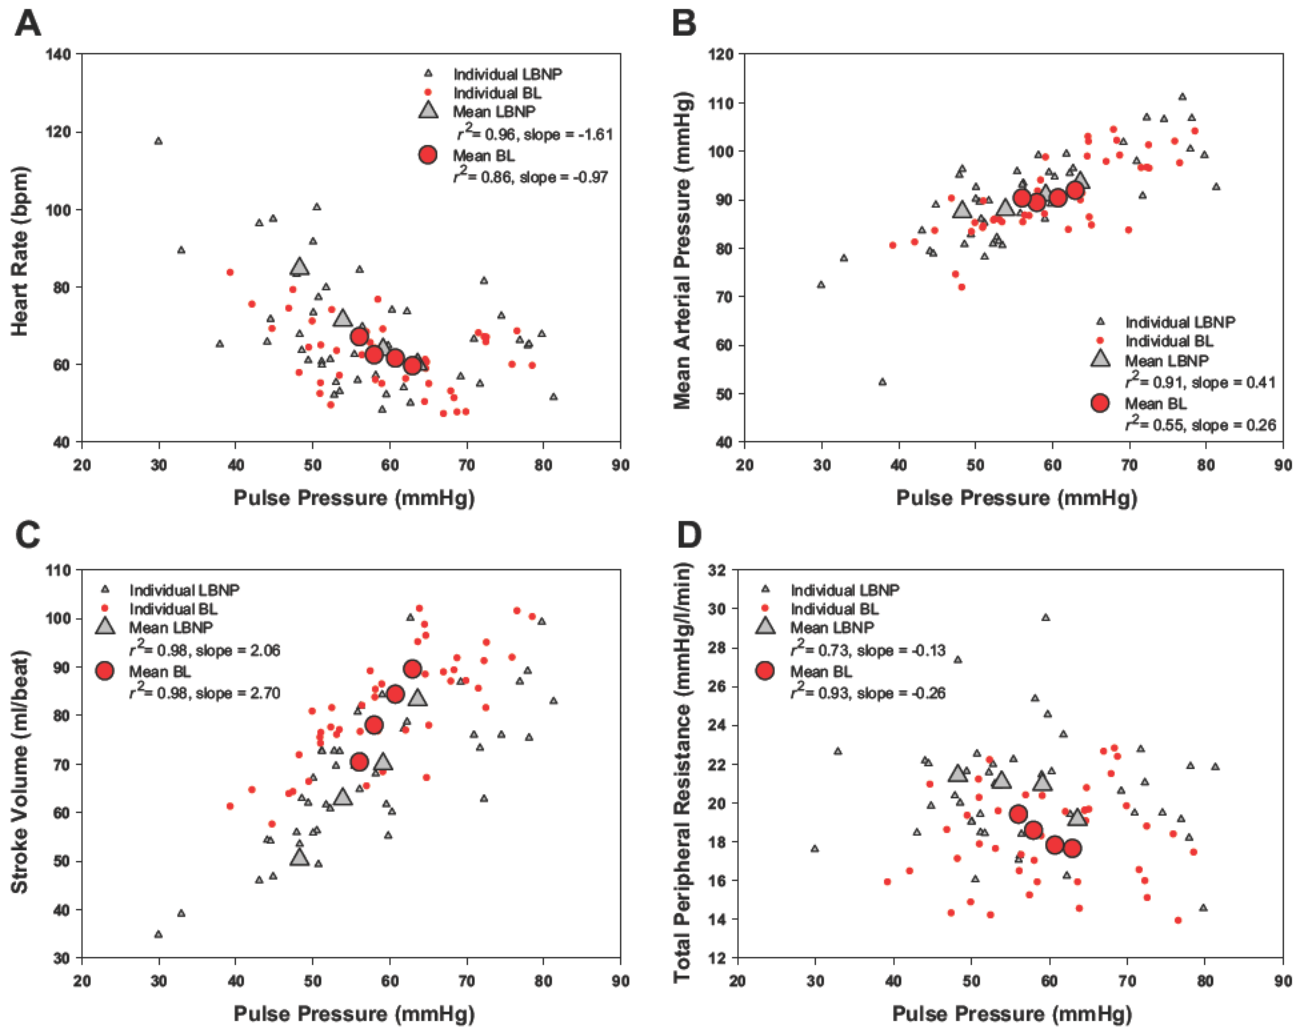 A
140
120
100
80
60
40
20 30 40 50 60 70 80 90
Heart Rate (bpm)
Pulse Pressure (mmHg)
Individual LBNP
Individual BL
Mean LBNP
r2= 0.96, slope = -1.61
Mean BL
r2= 0.86, slope = -0.97
B
120
110
100
90
80
70
60
50
40
20 30 40 50 60 70 80 90
Mean Arterial Pressure (mmHg)
Pulse Pressure (mmHg)
Individual LBNP
Individual BL
Mean LBNP
r2= 0.91, slope = 0.41
Mean BL
r2= 0.55, slope = 0.26
C
110
100
90
80
70
60
50
40
30
20 30 40 50 60 70 80 90
Stroke Volume (ml/beat)
Pulse Pressure (mmHg)
Individual LBNP
Individual BL
Mean LBNP
r2= 0.98, slope = 2.06
Mean BL
r2= 0.98, slope = 2.70
D
32
30
28
26
24
22
20
18
16
14
12
20 30 40 50 60 70 80 90
Total Peripheral Resistance (mmHg/l/min)
Pulse Pressure (mmHg)
Individual LBNP
Individual BL
Mean LBNP
r2= 0.73, slope = -0.13
Mean BL
r2= 0.93, slope = -0.26